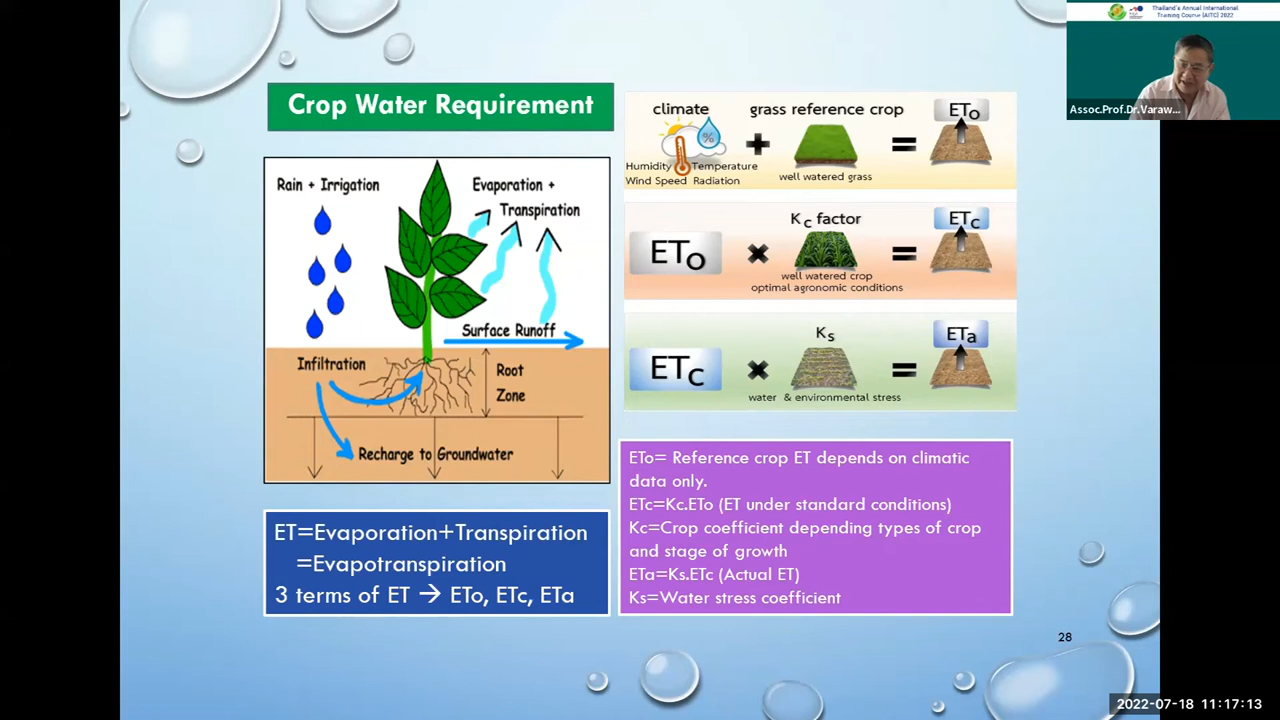 Thailand's Annual International
Training Course (AITC) 2022
Assoc.Prof.Dr.Varaw...
Crop Water Requirement
Rain + Irrigation
Evaporation +
Transpiration
Surface Runoff
Infiltration
Root
Zone
Recharge to Groundwater
climate
grass reference crop
ETo
%
Humidity Temperature
Wind Speed Radiation
well watered grass
+ =
Kc factor
ETc
ETo × =
well watered crop
optimal agronomic conditions
Ks
ETa
ETc × =
water & environmental stress
ET=Evaporation+Transpiration
=Evapotranspiration
3 terms of ET → ETo, ETc, ETa
ETo= Reference crop ET depends on climatic
data only.
ETc=Kc.ETo (ET under standard conditions)
Kc=Crop coefficient depending types of crop
and stage of growth
ETa=Ks.ETc (Actual ET)
Ks=Water stress coefficient
28
2022-07-18 11:17:13